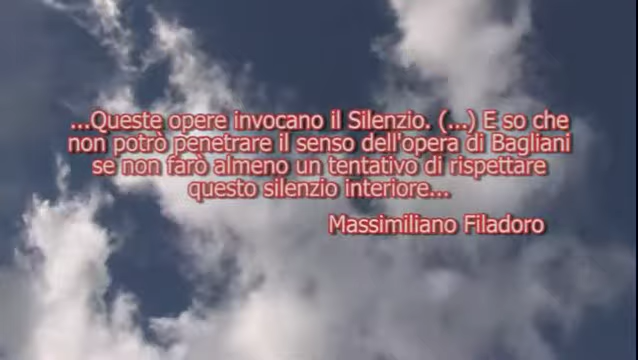 ...Queste opere invocano il Silenzio. (...) E so che
non potrò penetrare il senso dell'opera di Bagliani
se non farò almeno un tentativo di rispettare
questo silenzio interiore...
Massimiliano Filadoro